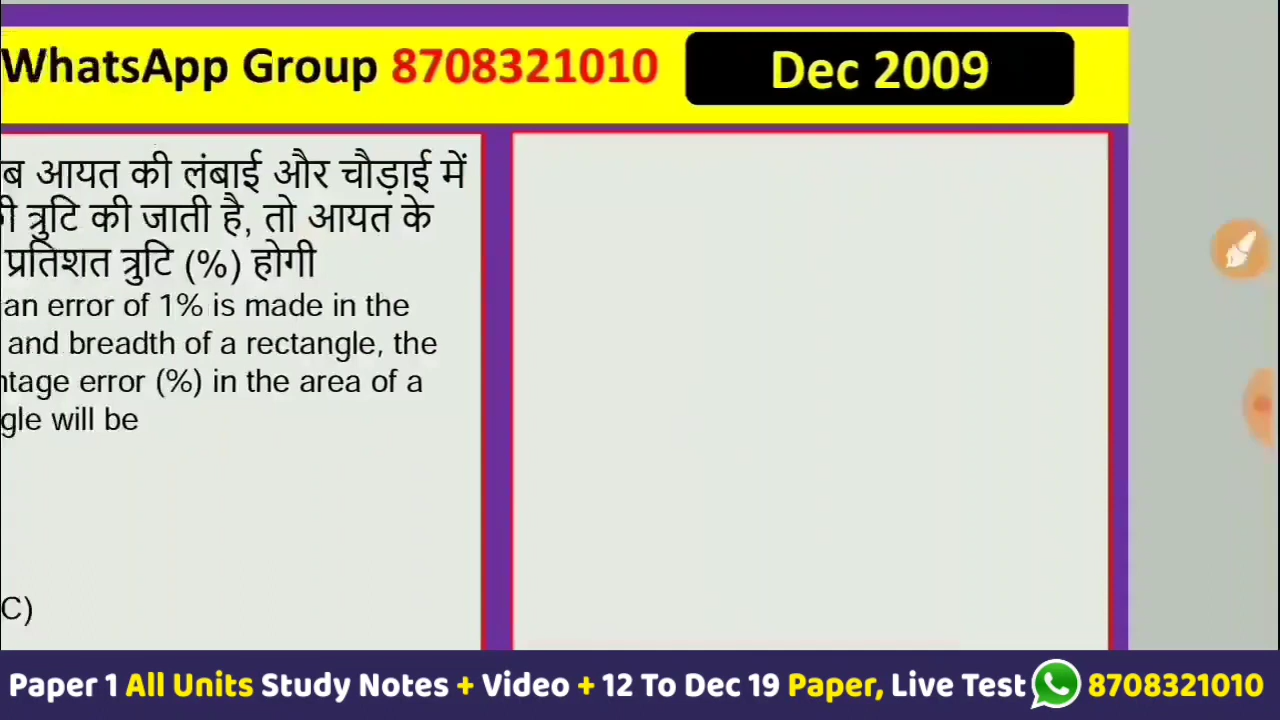 WhatsApp Group 8708321010
Dec 2009
ब आयत की लंबाई और चौड़ाई में
की त्रुटि की जाती है, तो आयत के
प्रतिशत त्रुटि (%) होगी
an error of 1% is made in the
and breadth of a rectangle, the
ntage error (%) in the area of a
gle will be
C)
Paper 1 All Units Study Notes + Video + 12 To Dec 19 Paper, Live Test 8708321010